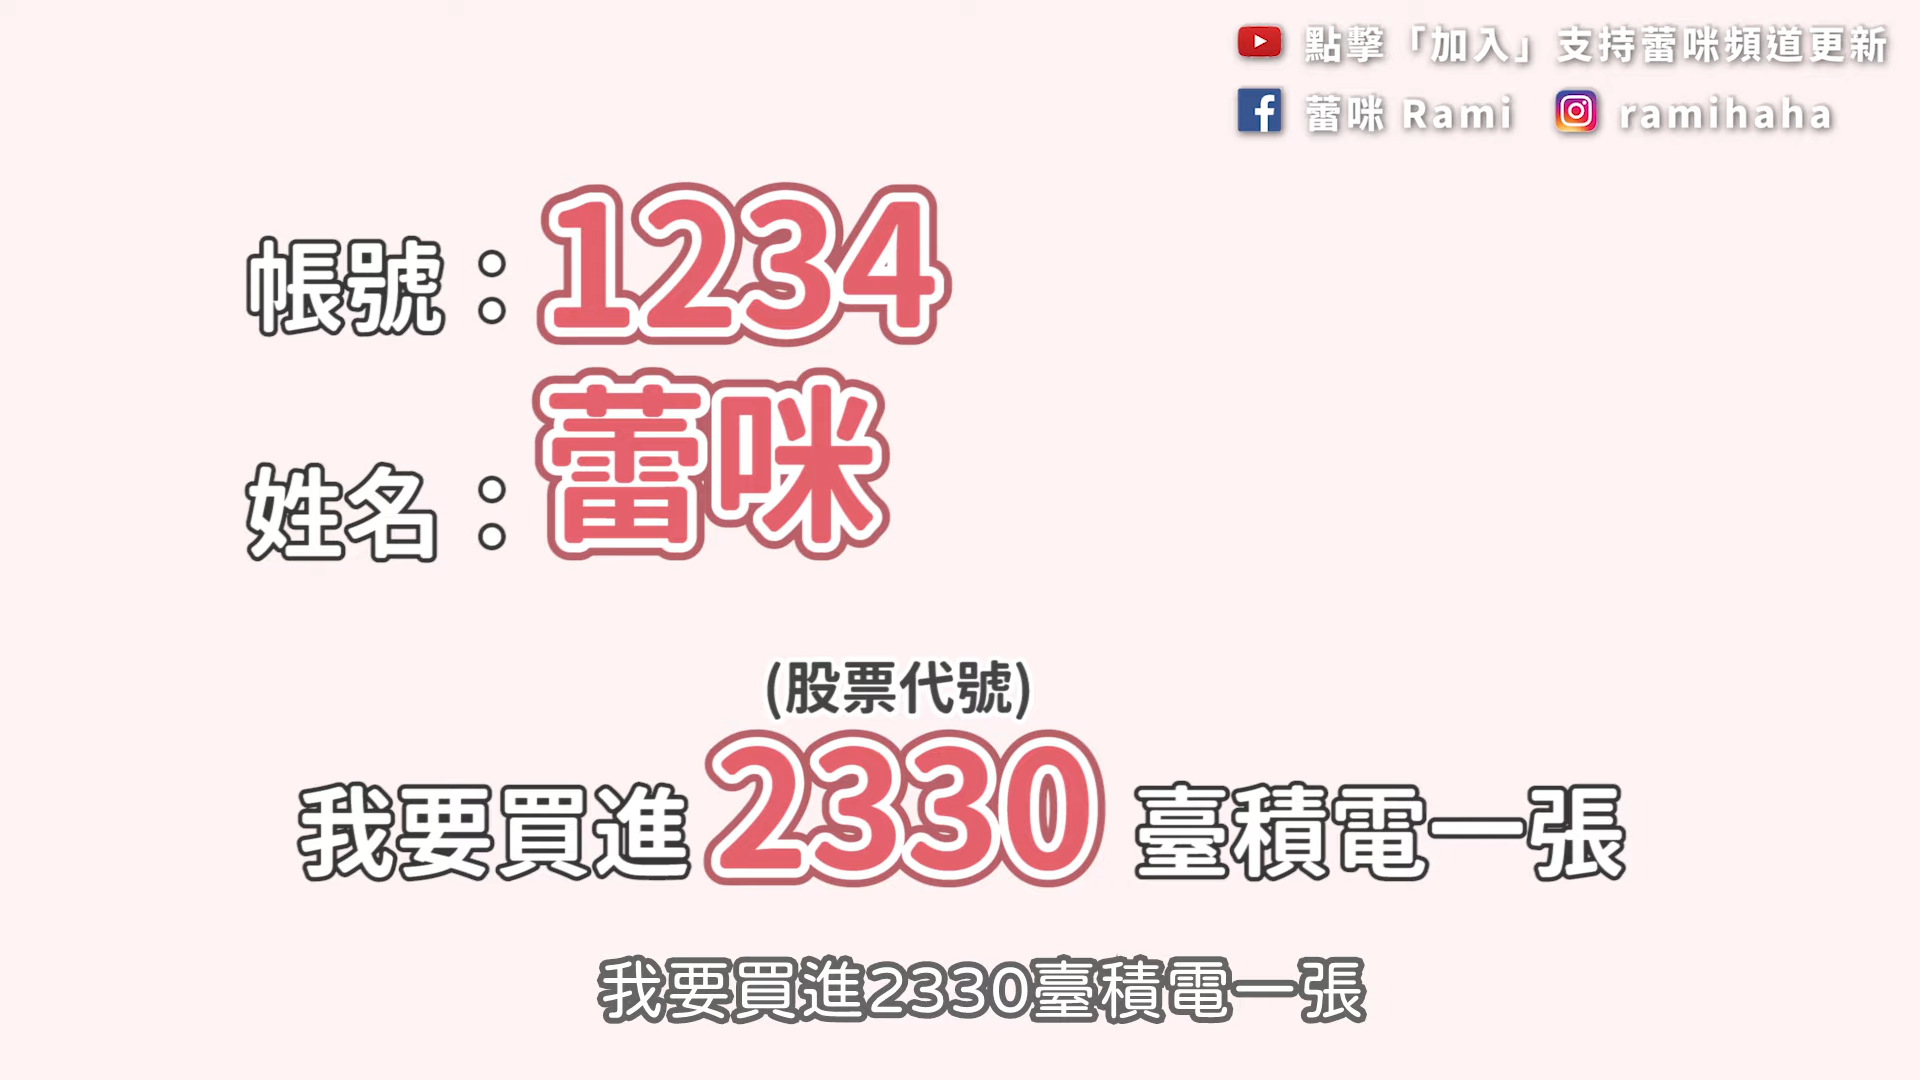 點擊「加入」支持蕾咪頻道更新
蕾咪 Rami ramihaha
帳號：1234
姓名：蕾咪
(股票代號)
我要買進 2330 臺積電一張
我要買進2330臺積電一張